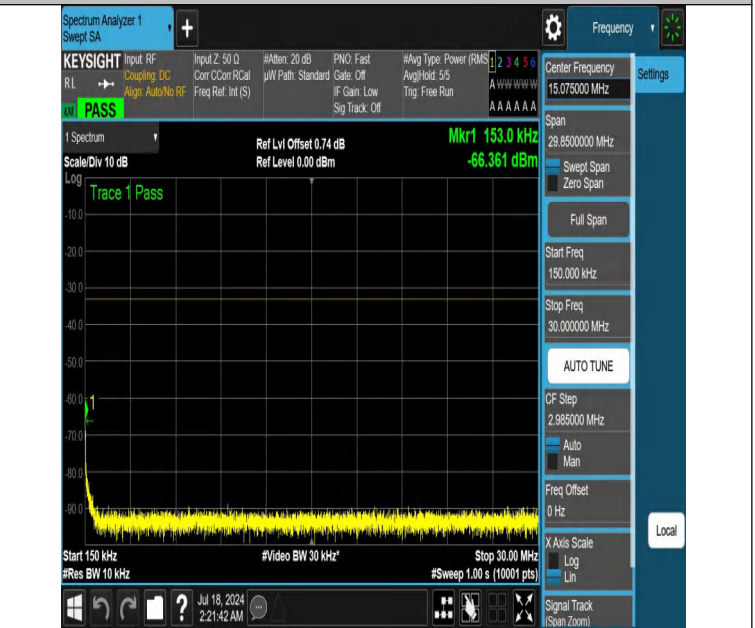 Spectrum Analyzer 1
Swept SA
+
Frequency
KEYSIGHT
RL
PASS
Input: RF
Coupling: DC
Align: Auto/No RF
Input Z: 50 Ω
Corr CCorr RCal
Freq Ref: Int (S)
#Atten: 20 dB
µW Path: Standard
PNO: Fast
Gate: Off
IF Gain: Low
Sig Track: Off
#Avg Type: Power (RMS
Avg|Hold: 5/5
Trig: Free Run
1 2 3 4 5 6
A W W W W W
A A A A A A
Settings
Center Frequency
15.075000 MHz
Span
29.8500000 MHz
Swept Span
Zero Span
Full Span
Start Freq
150.000 kHz
Stop Freq
30.000000 MHz
AUTO TUNE
CF Step
2.985000 MHz
Auto
Man
Freq Offset
0 Hz
X Axis Scale
Log
Lin
Signal Track
(Span Zoom)
Local
1 Spectrum
Scale/Div 10 dB
Ref Lvl Offset 0.74 dB
Ref Level 0.00 dBm
Mkr1 153.0 kHz
-66.361 dBm
Log
Trace 1 Pass
-10.0
-20.0
-30.0
-40.0
-50.0
-60.0
1
-70.0
-80.0
-90.0
Start 150 kHz
#Res BW 10 kHz
#Video BW 30 kHz*
Stop 30.00 MHz
#Sweep 1.00 s (10001 pts)
?
Jul 18, 2024
2:21:42 AM